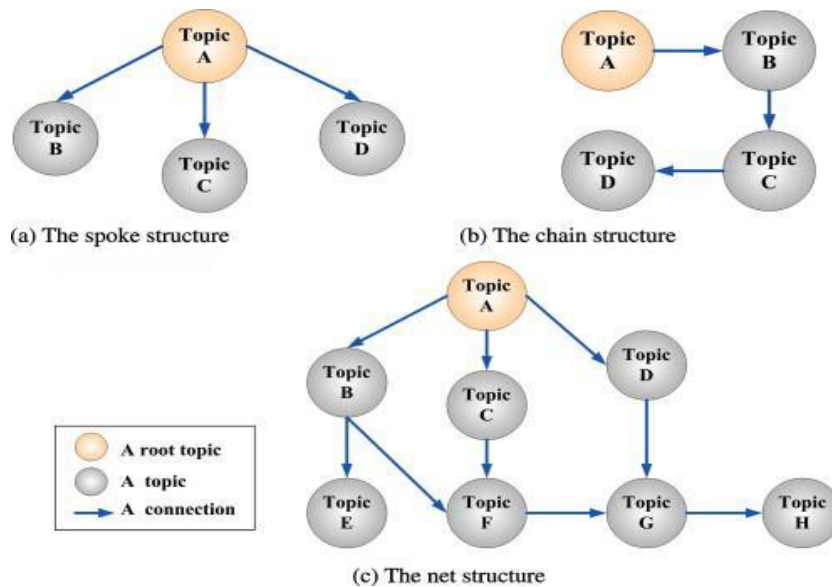 Topic
A
Topic
B
Topic
C
Topic
D
(a) The spoke structure
Topic
A
Topic
B
Topic
D
Topic
C
(b) The chain structure
Topic
A
Topic
B
Topic
C
Topic
D
Topic
E
Topic
F
Topic
G
Topic
H
A root topic
A topic
A connection
(c) The net structure